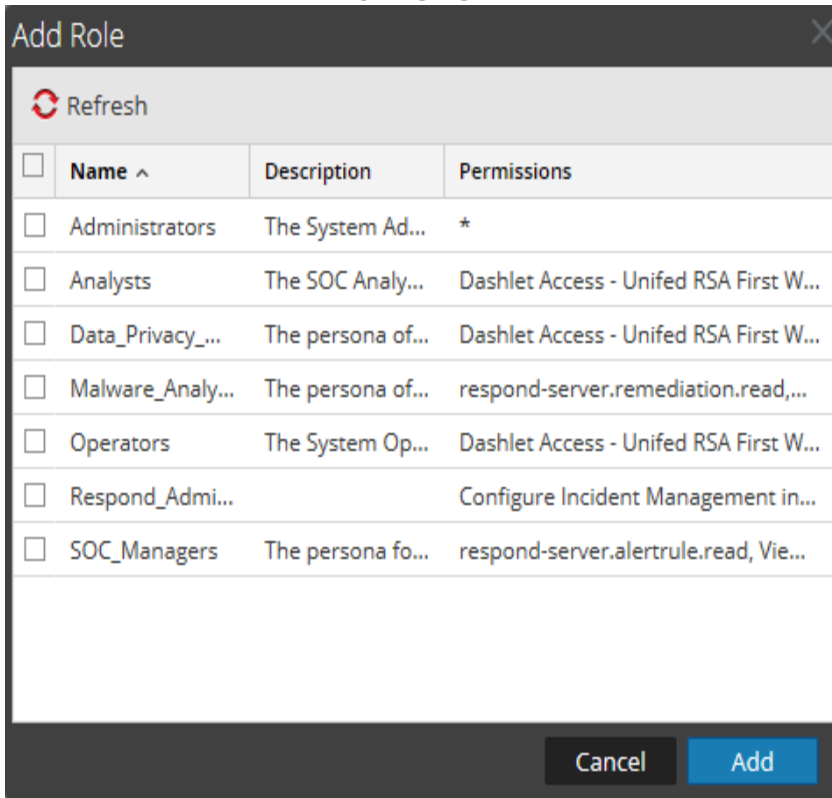 Add Role
Refresh
Name Description Permissions
Administrators The System Ad... *
Analysts The SOC Analy... Dashlet Access - Unifed RSA First W...
Data_Privacy_... The persona of... Dashlet Access - Unifed RSA First W...
Malware_Analy... The persona of... respond-server.remediation.read,...
Operators The System Op... Dashlet Access - Unifed RSA First W...
Respond_Admi... Configure Incident Management in...
SOC_Managers The persona fo... respond-server.alertrule.read, Vie...
Cancel Add